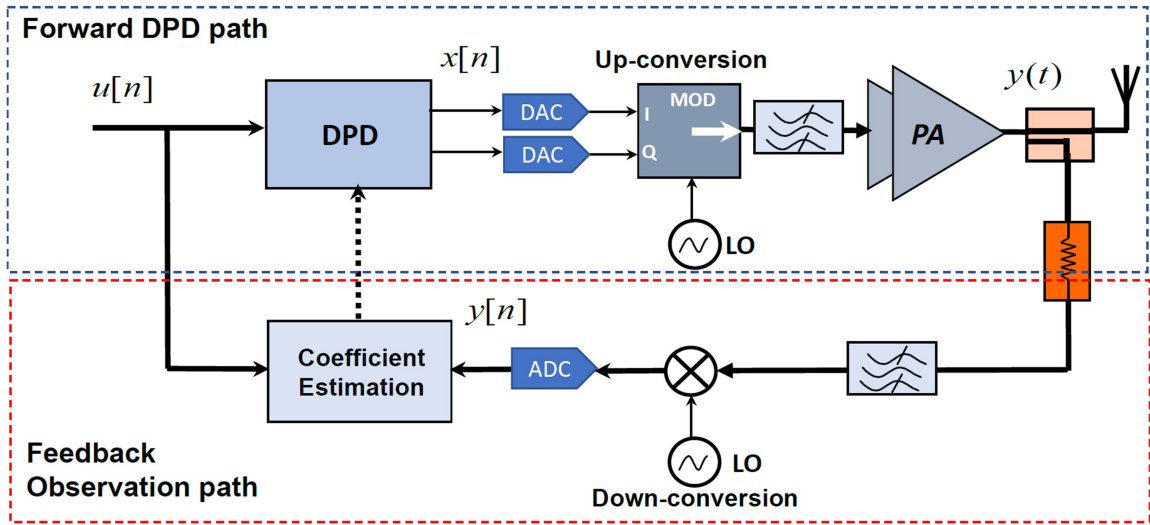 Forward DPD path
u[n]
x[n]
Up-conversion
y(t)
DPD
DAC
DAC
MOD
I
Q
PA
LO
y[n]
Coefficient
Estimation
ADC
LO
Down-conversion
Feedback
Observation path